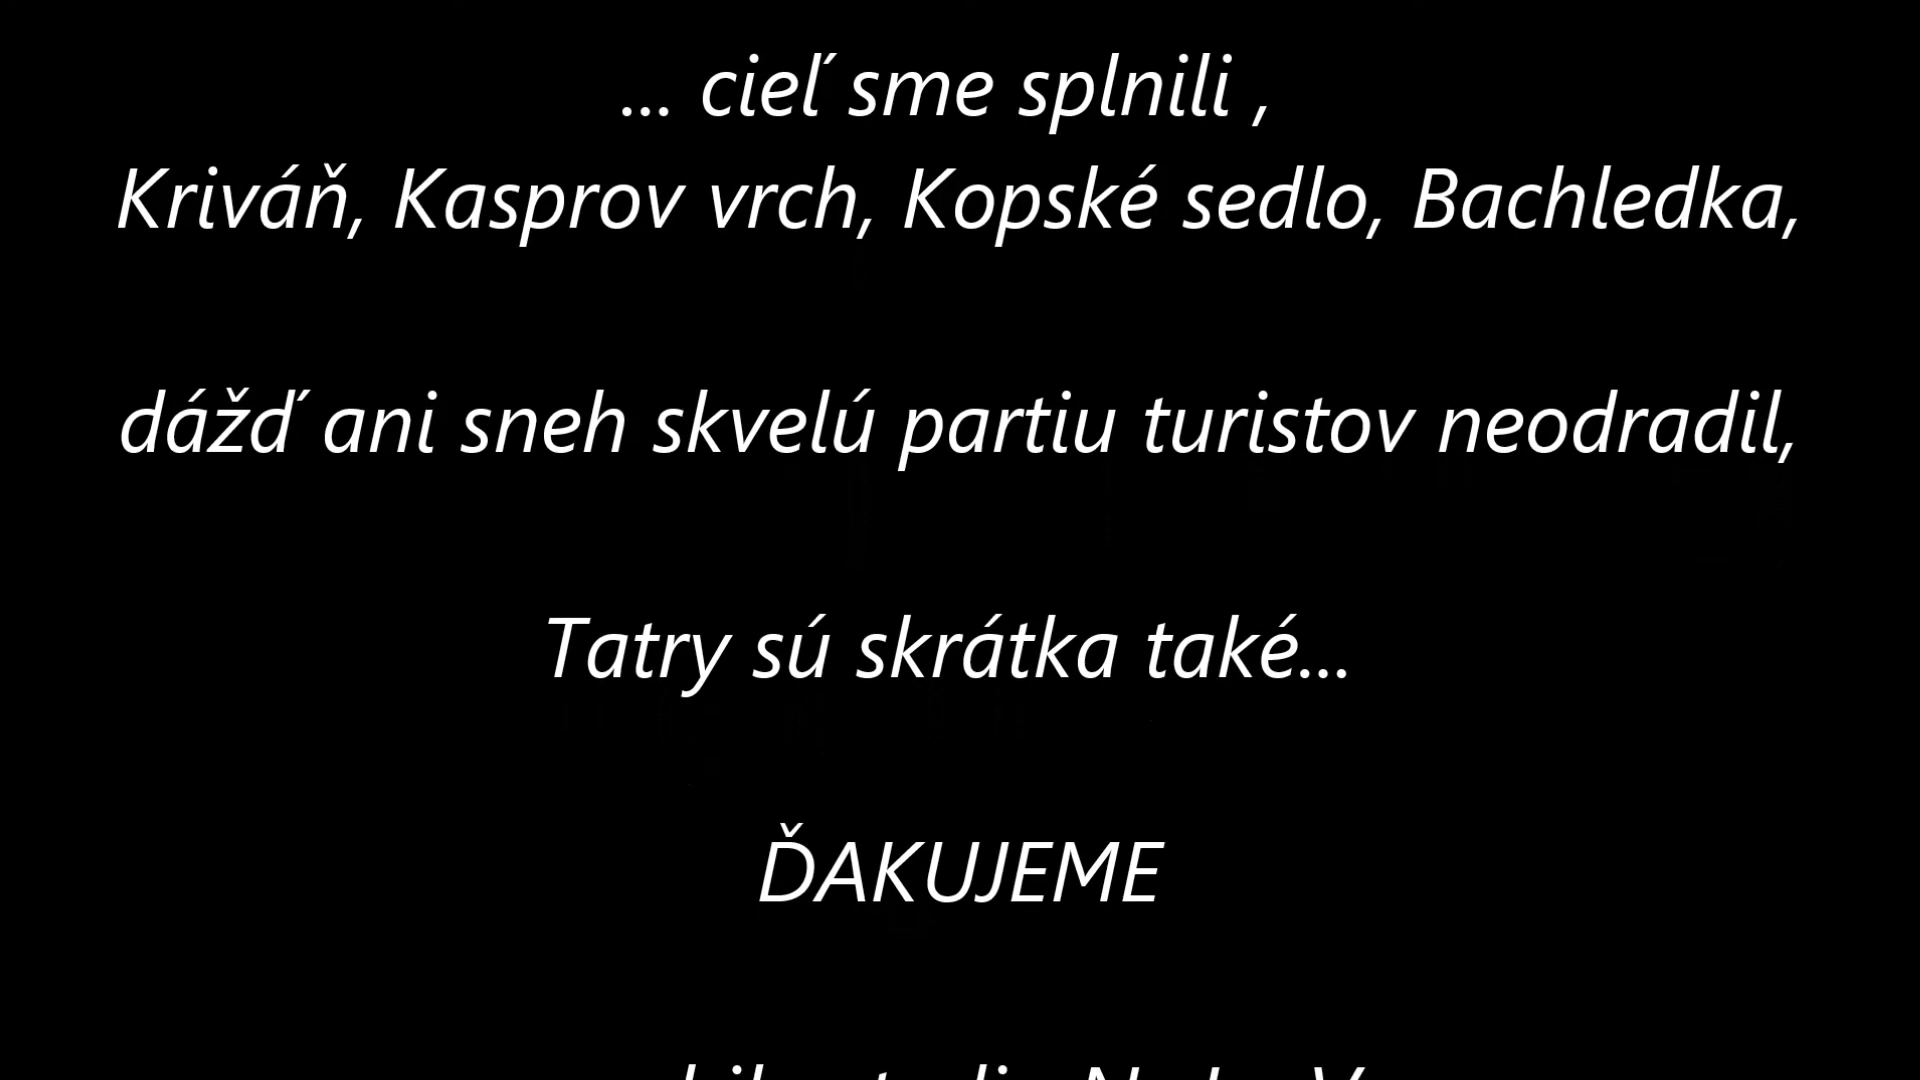 ... cieľ sme splnili ,
Kriváň, Kasprov vrch, Kopské sedlo, Bachledka,
dážď ani sneh skvelú partiu turistov neodradil,
Tatry sú skrátka také...
ĎAKUJEME